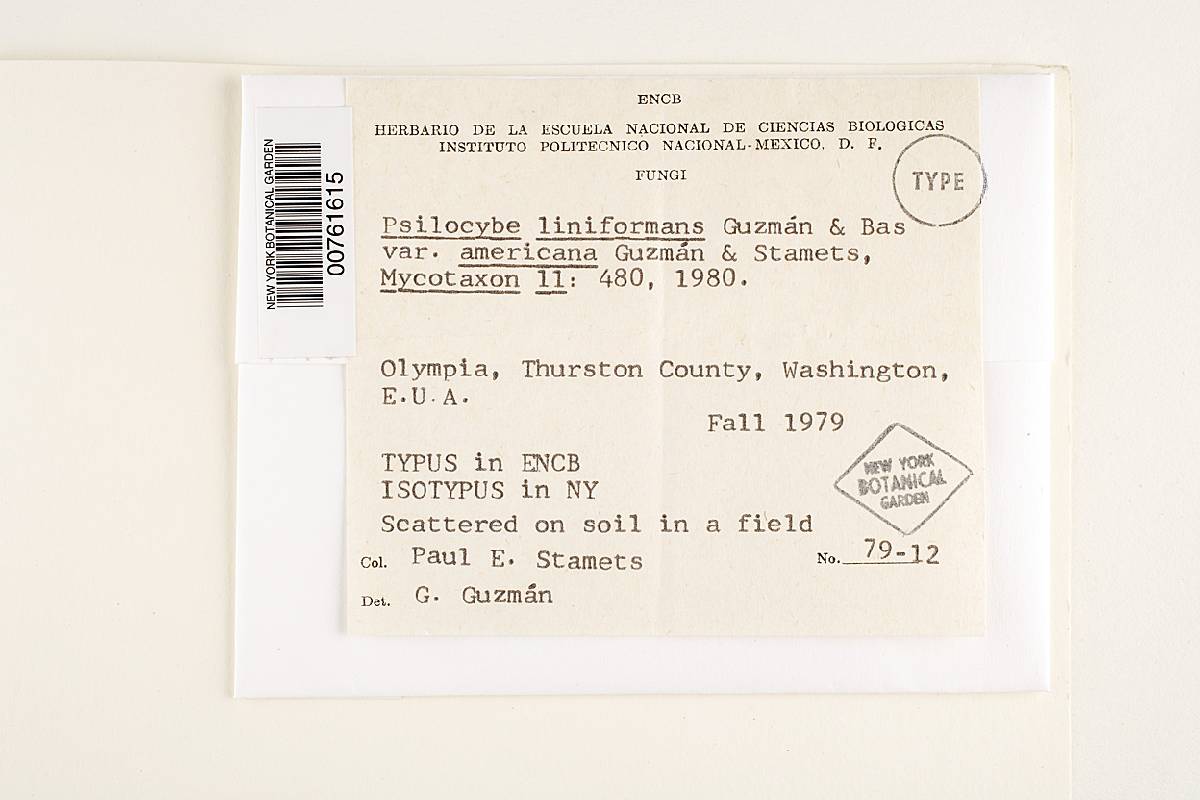 ENCB
HERBARIO DE LA ESCUELA NACIONAL DE CIENCIAS BIOLOGICAS
INSTITUTO POLITECNICO NACIONAL-MEXICO, D. F.
FUNGI
TYPE
NEW YORK BOTANICAL GARDEN
00761615
Psilocybe liniformans Guzmán & Bas
var. americana Guzmán & Stamets,
Mycotaxon 11: 480, 1980.
Olympia, Thurston County, Washington,
E.U.A.
Fall 1979
TYPUS in ENCB
ISOTYPUS in NY
NEW YORK
BOTANICAL
GARDEN
Scattered on soil in a field
Col. Paul E. Stamets No. 79-12
Det. G. Guzmán